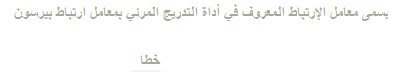 يسمى معامل الإرتباط المعروف في أداة التدريج المرني بمعامل ارتباط بيرسون
خطا